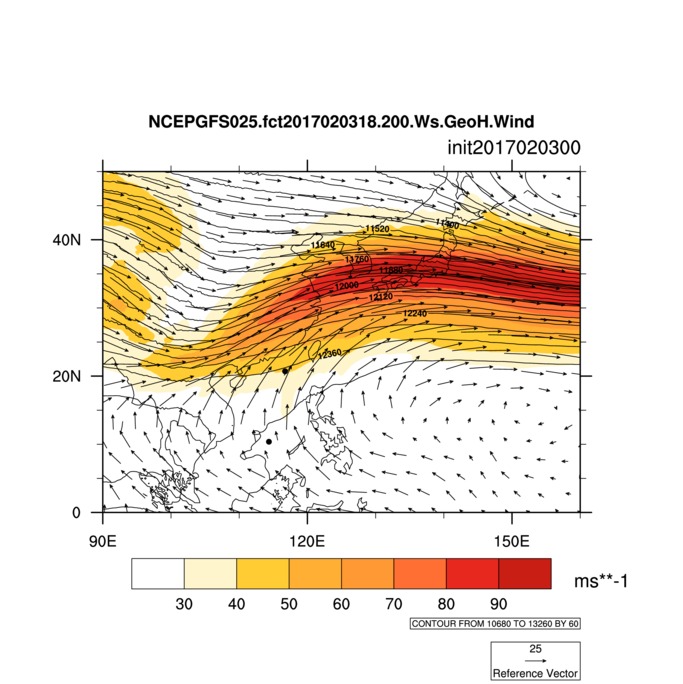 NCEPGFS025.fct2017020318.200.Ws.GeoH.Wind
init2017020300
40N
20N
0
11400
11520
11640
11760
11880
12000
12120
12240
12360
90E 120E 150E
30 40 50 60 70 80 90
ms**-1
CONTOUR FROM 10680 TO 13260 BY 60
25
Reference Vector